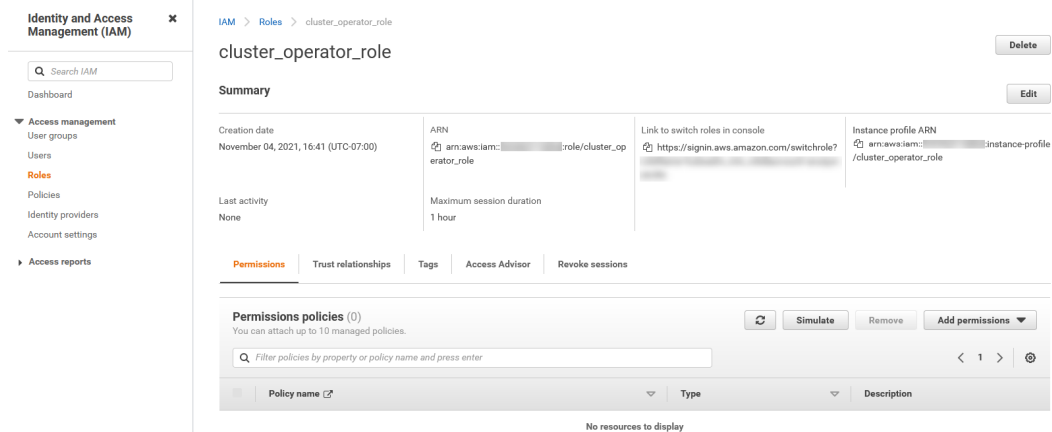 Identity and Access
Management (IAM)
Search IAM
Dashboard
Access management
User groups
Users
Roles
Policies
Identity providers
Account settings
Access reports
IAM > Roles > cluster_operator_role
cluster_operator_role
Delete
Summary
Edit
Creation date
November 04, 2021, 16:41 (UTC-07:00)
ARN
arn:aws:iam:: :role/cluster_op
erator_role
Link to switch roles in console
https://signin.aws.amazon.com/switchrole?
Instance profile ARN
arn:aws:iam:: :instance-profile
/cluster_operator_role
Last activity
None
Maximum session duration
1 hour
Permissions Trust relationships Tags Access Advisor Revoke sessions
Permissions policies (0)
You can attach up to 10 managed policies.
Simulate Remove Add permissions
Filter policies by property or policy name and press enter
< 1 >
Policy name Type Description
No resources to display